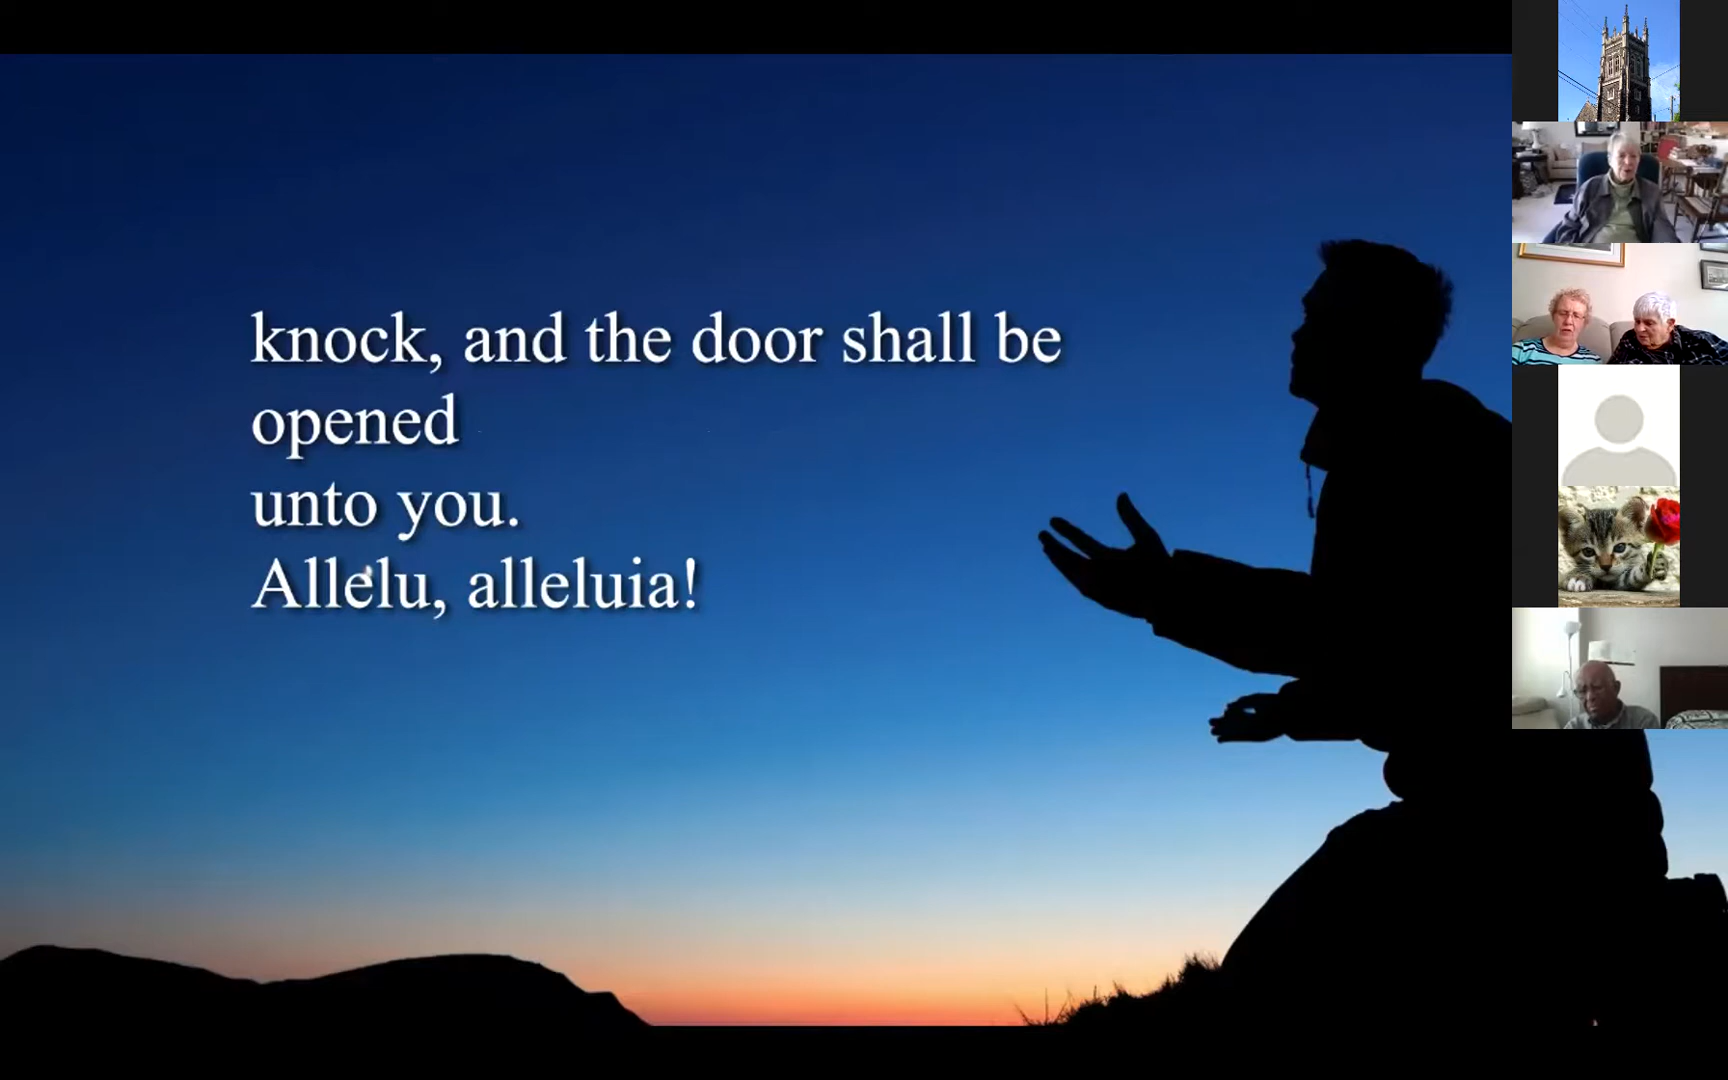 knock, and the door shall be
opened
unto you.
Allelu, alleluia!